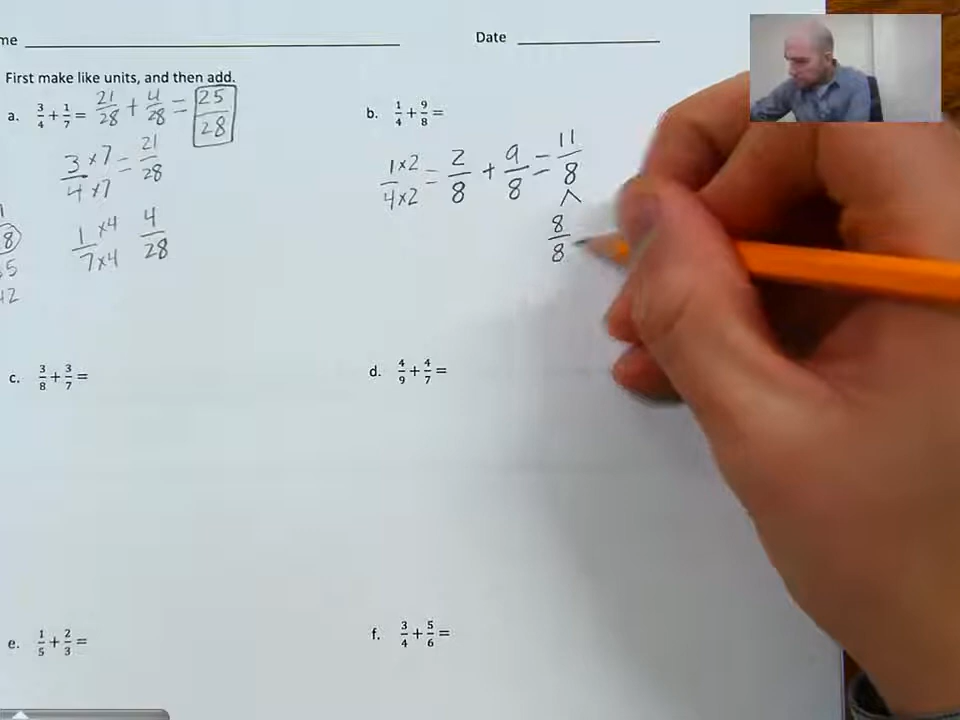 me ____ Date ____
First make like units, and then add.
a. 3/4 + 1/7 = 21/28 + 4/28 = 25/28
3/4 ×7/×7 = 21/28
1/7 ×4/×4 4/28
b. 1/4 + 9/8 =
1×2/4×2 = 2/8 + 9/8 = 11/8
8/8
c. 3/8 + 3/7 =
d. 4/9 + 4/7 =
e. 1/5 + 2/3 =
f. 3/4 + 5/6 =